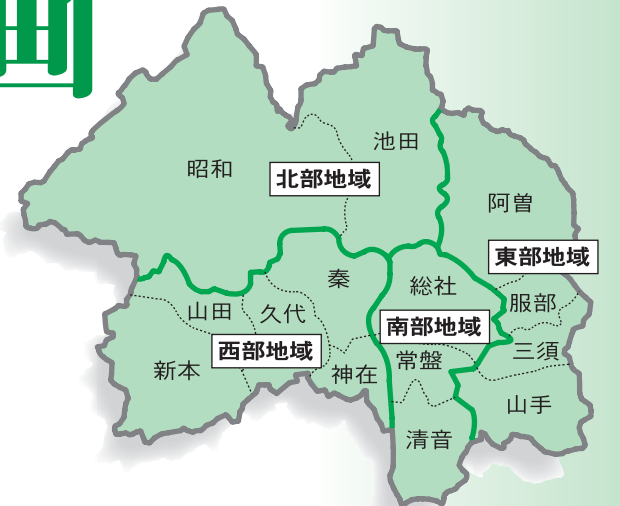 画
池田
昭和
北部地域
阿曽
東部地域
秦
総社
服部
山田
久代
南部地域
西部地域
三須
常盤
新本
神在
山手
清音